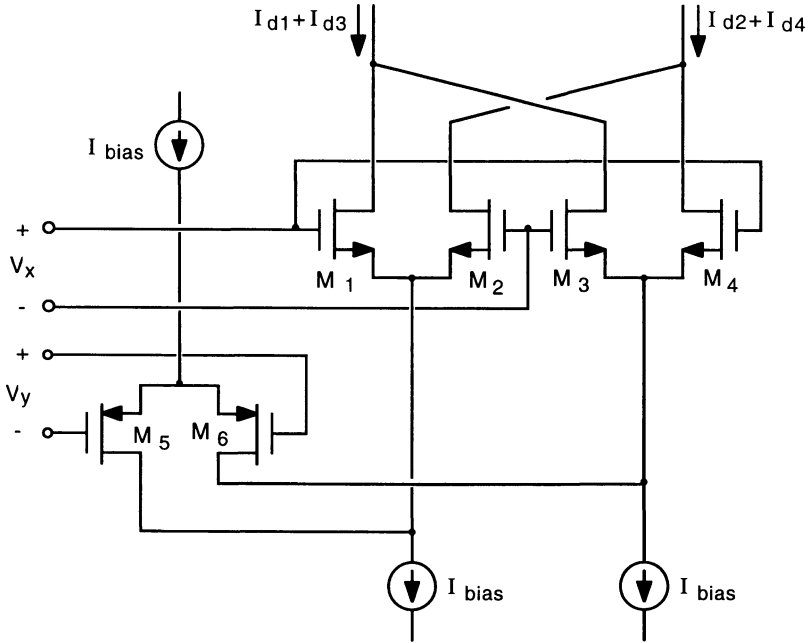 I d1 + I d3
I d2 + I d4
I bias
+
V x
-
M 1
M 2
M 3
M 4
+
V y
-
M 5
M 6
I bias
I bias